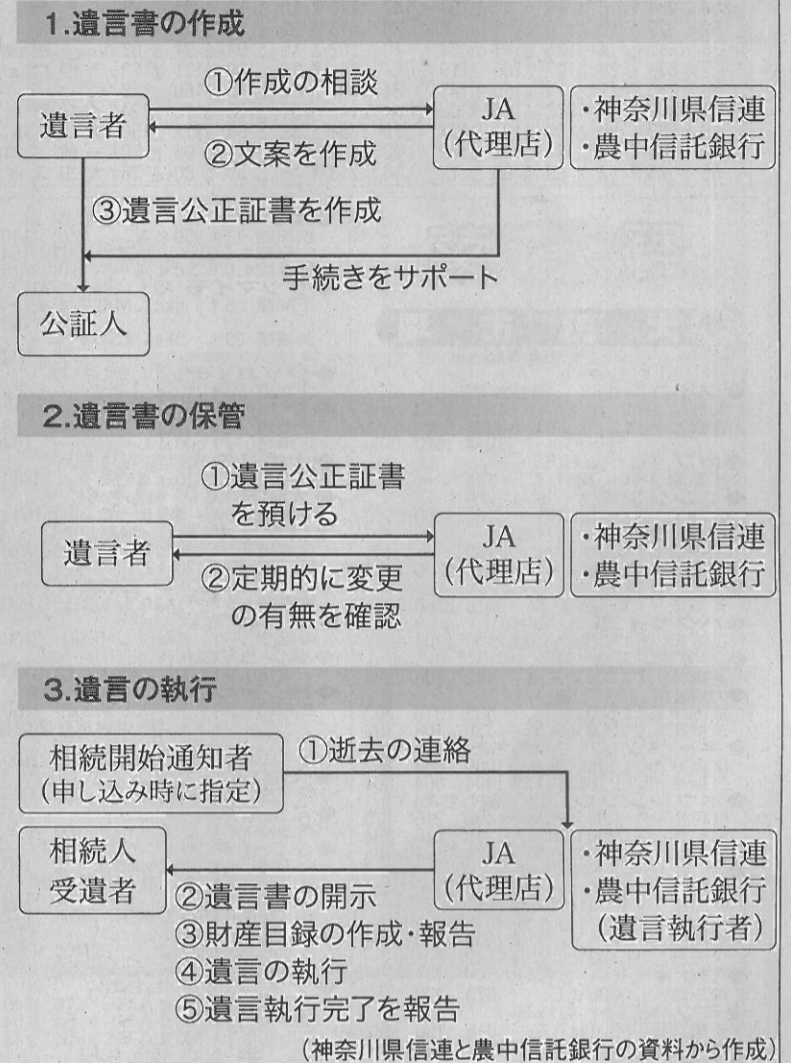 1.遺言書の作成
①作成の相談
遺言者
JA
(代理店)
・神奈川県信連
・農中信託銀行
②文案を作成
③遺言公正証書を作成
手続きをサポート
公証人
2.遺言書の保管
①遺言公正証書
を預ける
遺言者
JA
(代理店)
・神奈川県信連
・農中信託銀行
②定期的に変更
の有無を確認
3.遺言の執行
相続開始通知者
(申し込み時に指定)
①逝去の連絡
相続人
受遺者
JA
(代理店)
・神奈川県信連
・農中信託銀行
(遺言執行者)
②遺言書の開示
③財産目録の作成・報告
④遺言の執行
⑤遺言執行完了を報告
(神奈川県信連と農中信託銀行の資料から作成)